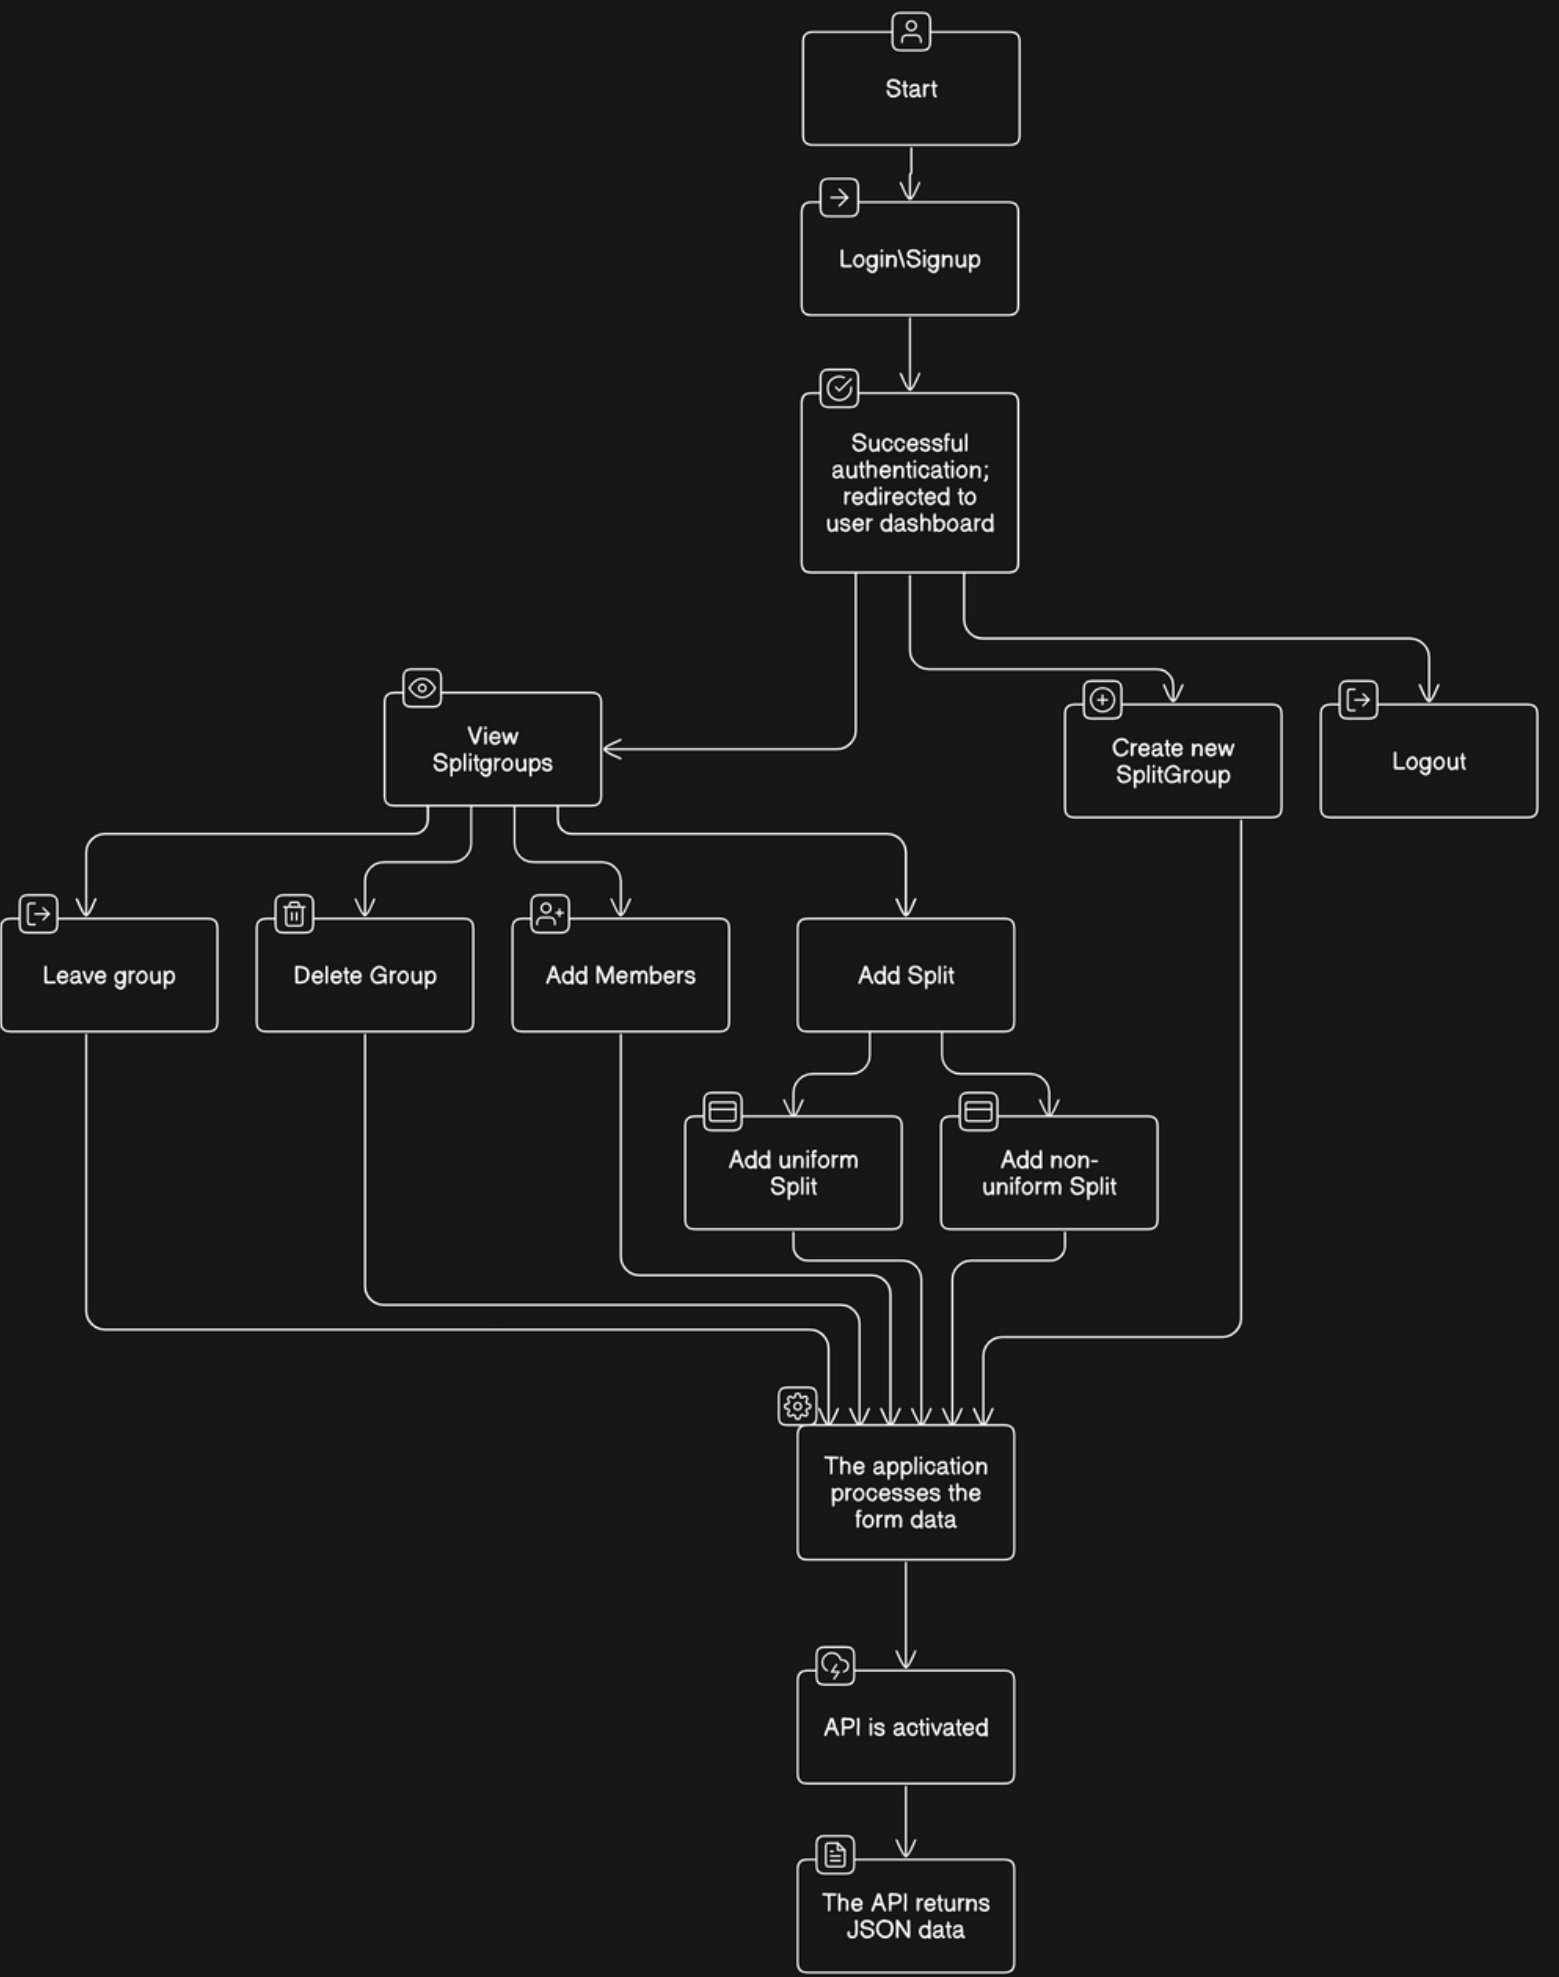 Start
Login\Signup
Successful
authentication;
redirected to
user dashboard
View
Splitgroups
Create new
SplitGroup
Logout
Leave group
Delete Group
Add Members
Add Split
Add uniform
Split
Add non-
uniform Split
The application
processes the
form data
API is activated
The API returns
JSON data